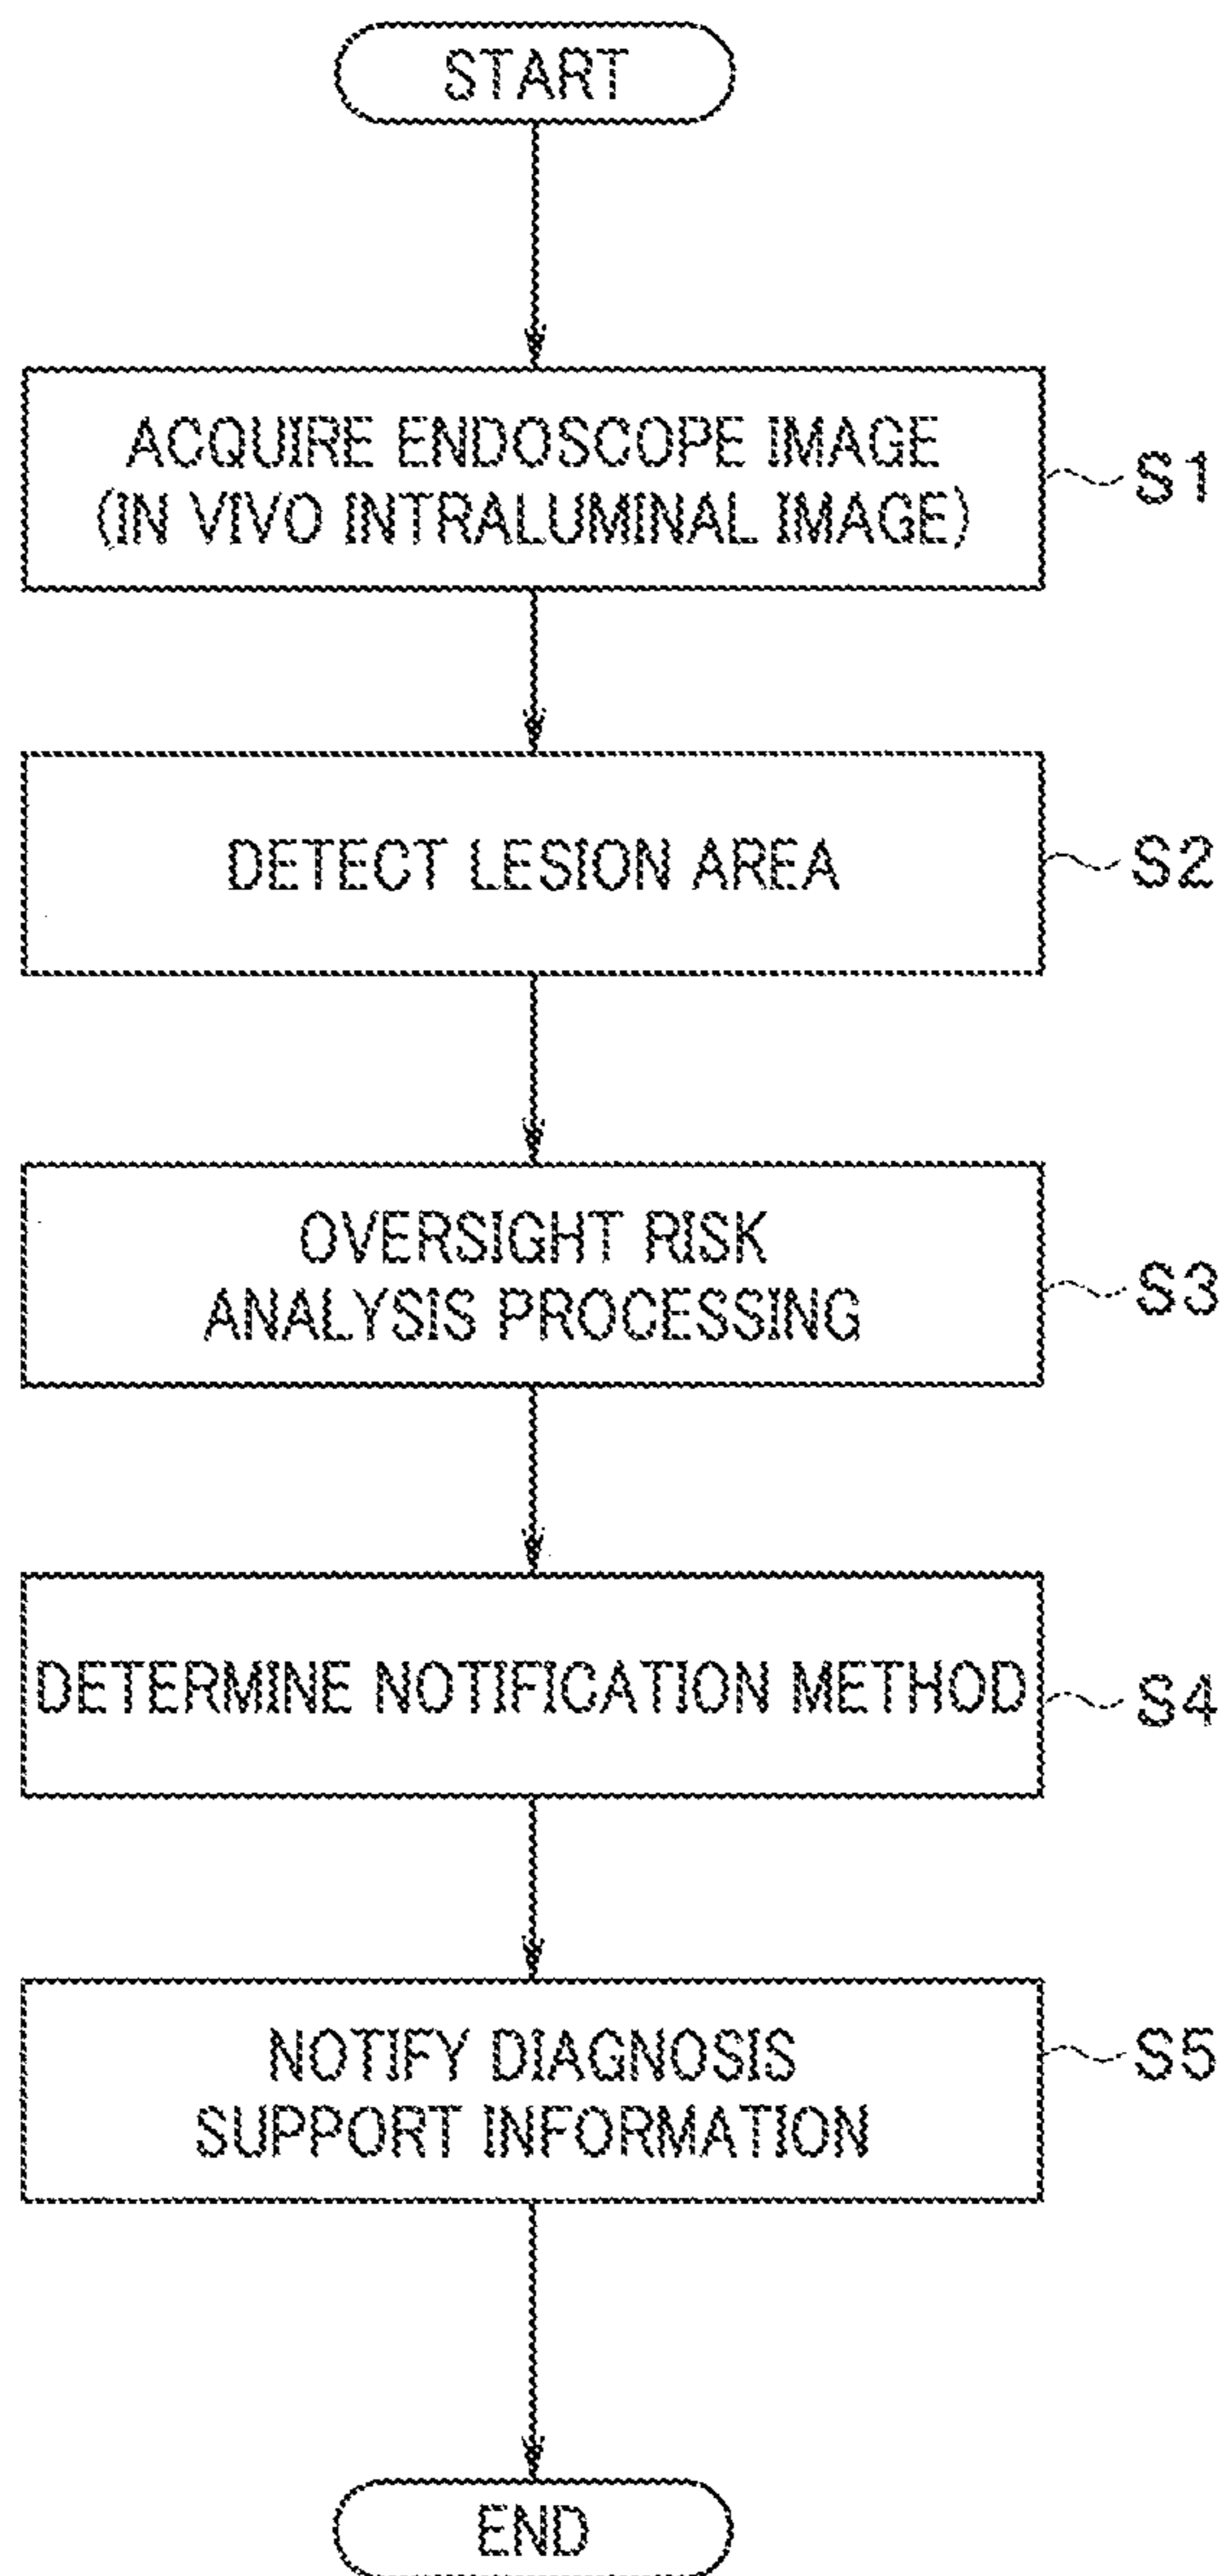 START
ACQUIRE ENDOSCOPE IMAGE
(IN VIVO INTRALUMINAL IMAGE)
S1
DETECT LESION AREA
S2
OVERSIGHT RISK
ANALYSIS PROCESSING
S3
DETERMINE NOTIFICATION METHOD
S4
NOTIFY DIAGNOSIS
SUPPORT INFORMATION
S5
END